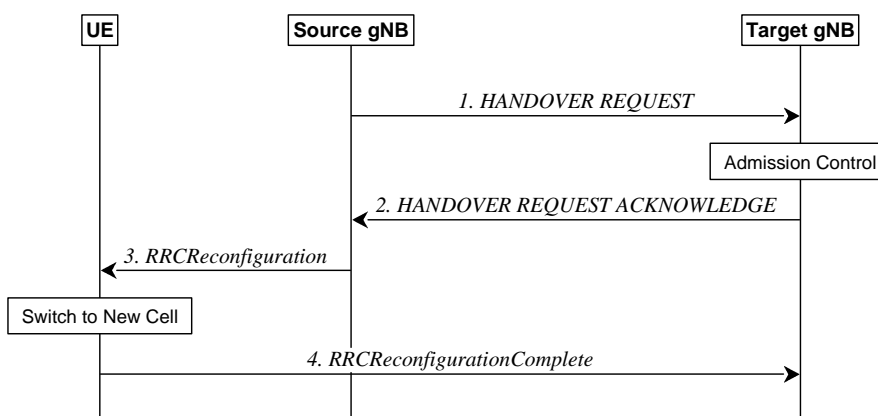 UE
Source gNB
Target gNB
1. HANDOVER REQUEST
Admission Control
2. HANDOVER REQUEST ACKNOWLEDGE
3. RRCReconfiguration
Switch to New Cell
4. RRCReconfigurationComplete